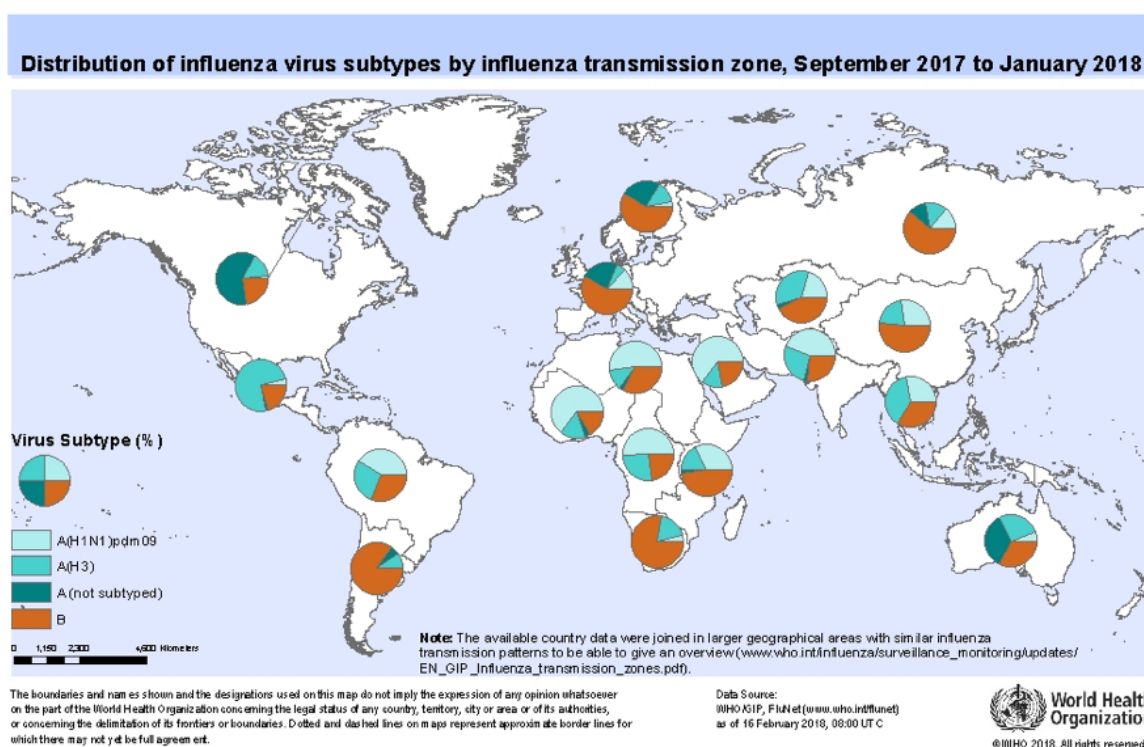 Distribution of influenza virus subtypes by influenza transmission zone, September 2017 to January 2018
Virus Subtype (%)
A(H1N1)pdm09
A(H3)
A (not subtyped)
B
0 1,150 2,300 4,600 Kilometers
Note: The available country data were joined in larger geographical areas with similar influenza
transmission patterns to be able to give an overview (www.who.int/influenza/surveillance_monitoring/updates/
EN_GIP_Influenza_transmission_zones.pdf).
The boundaries and names shown and the designations used on this map do not imply the expression of any opinion whatsoever
on the part of the World Health Organization concerning the legal status of any country, territory, city or area or of its authorities,
or concerning the delimitation of its frontiers or boundaries. Dotted and dashed lines on maps represent approximate border lines for
which there may not yet be full agreement.
Data Source:
WHO/GIP, FluNet (www.who.int/flunet)
as of 16 February 2018, 08:00 UTC
World Healt
Organizatio
©WHO 2018. All rights reserved